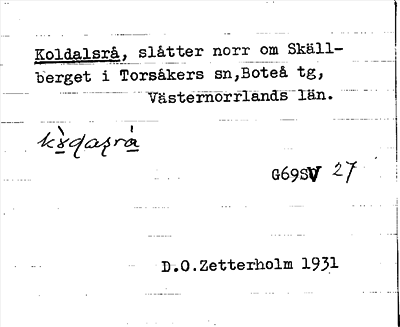 Koldalsrå, slåtter norr om Skäll-
berget i Torsåkers sn,Boteå tg,
Västernorrlands län.
G69SV 27
D.O.Zetterholm 1931